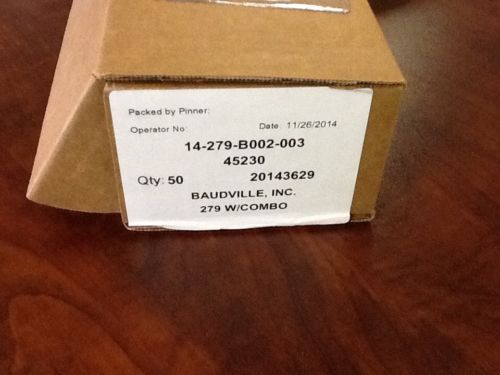 Packed by Pinner:
Operator No: Date: 11/26/2014
14-279-B002-003
45230
Qty: 50 20143629
BAUDVILLE, INC.
279 W/COMBO